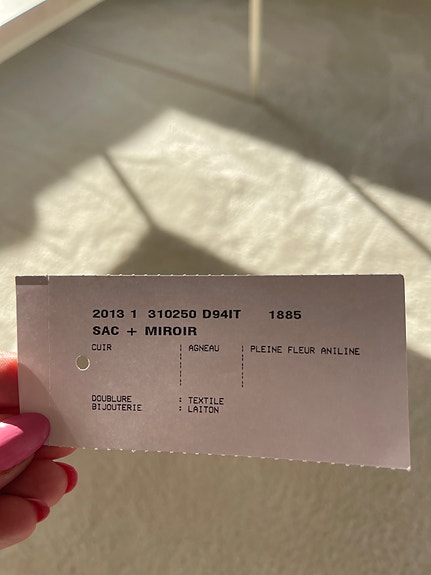 2013 1 310250 D94IT 1885
SAC + MIROIR
CUIR ¦ AGNEAU ¦ PLEINE FLEUR ANILINE
DOUBLURE : TEXTILE
BIJOUTERIE : LAITON